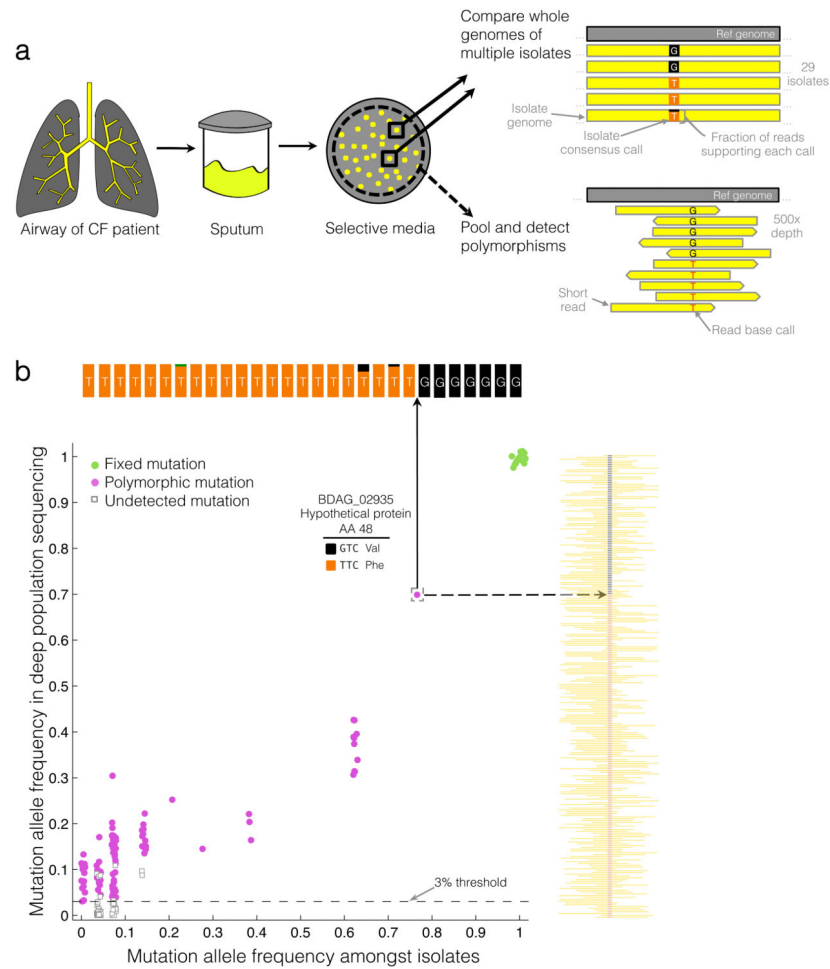 a
Airway of CF patient
Sputum
Selective media
Compare whole
genomes of
multiple isolates
Pool and detect
polymorphisms
Ref genome
G
G
T
T
T
29
isolates
Isolate
genome
Isolate
consensus call
Fraction of reads
supporting each call
Ref genome
G
G
G
G
G
T
T
T
T
T
500x
depth
Short
read
Read base call
b
T T T T T T T T T T T T T T T T T T T T T T G G G G G G G
Fixed mutation
Polymorphic mutation
Undetected mutation
BDAG_02935
Hypothetical protein
AA 48
GTC Val
TTC Phe
3% threshold
Mutation allele frequency in deep population sequencing
1
0.9
0.8
0.7
0.6
0.5
0.4
0.3
0.2
0.1
0
0 0.1 0.2 0.3 0.4 0.5 0.6 0.7 0.8 0.9 1
Mutation allele frequency amongst isolates